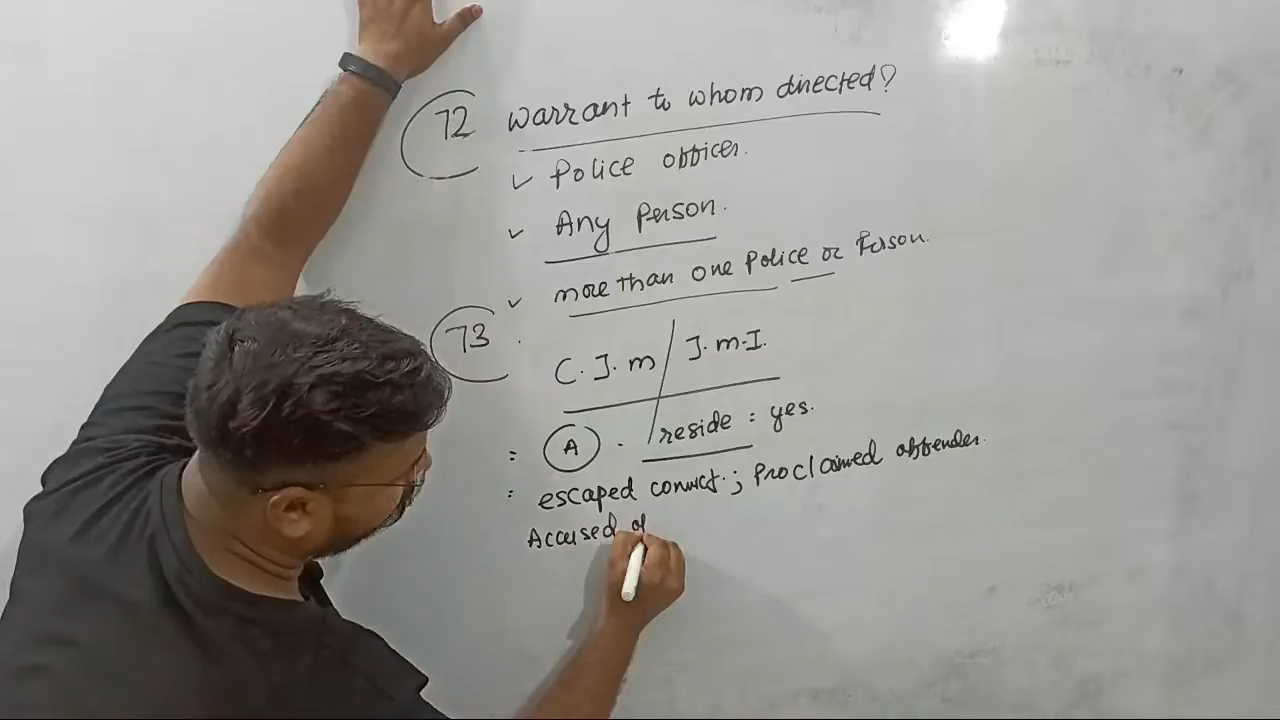 72 warrant to whom directed?
✓ Police officer.
✓ Any Person.
✓ more than one Police or Person.
73. C.J.m / J.m.I.
= A . reside : yes.
: escaped convict. ; Proclaimed offender.
Accused of